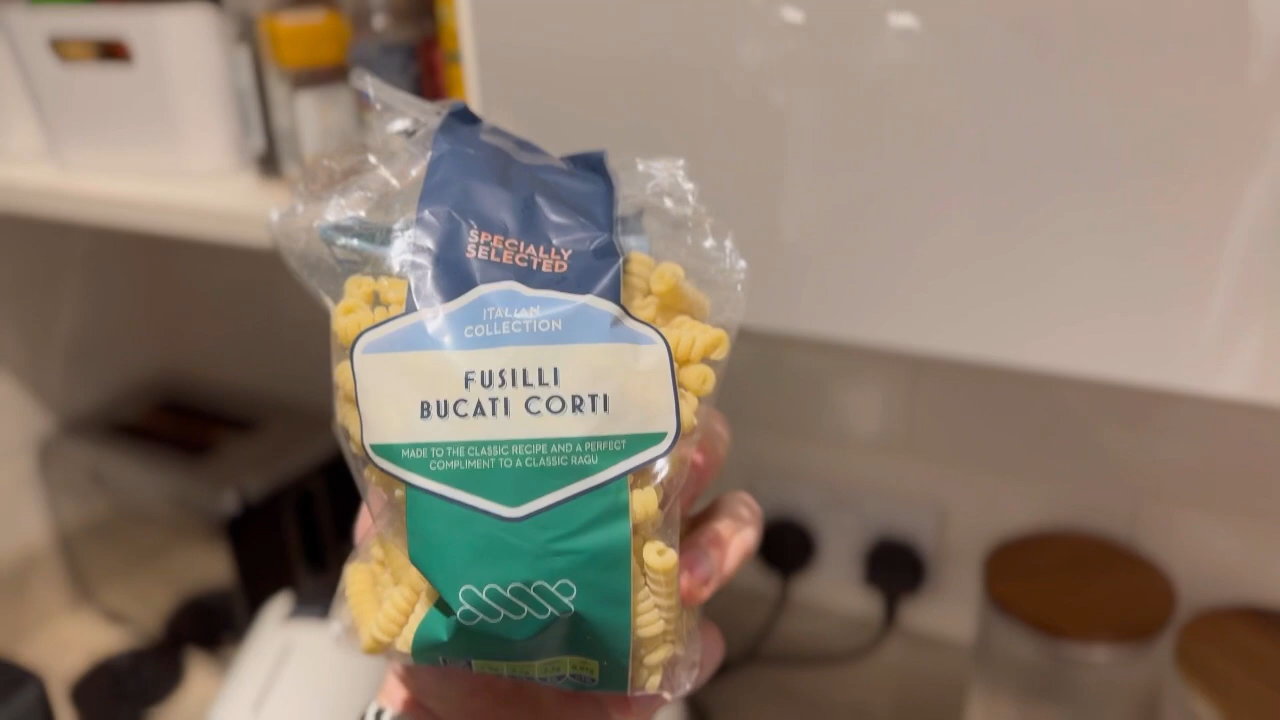 SPECIALLY
SELECTED
ITALIAN
COLLECTION
FUSILLI
BUCATI CORTI
MADE TO THE CLASSIC RECIPE AND A PERFECT
COMPLIMENT TO A CLASSIC RAGU